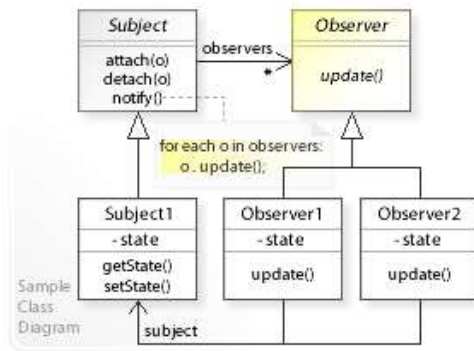 Subject
attach(o)
detach(o)
notify()
observers
*
Observer
update()
for each o in observers:
o . update();
Subject1
- state
getState()
setState()
Observer1
- state
update()
Observer2
- state
update()
subject
Sample
Class
Diagram